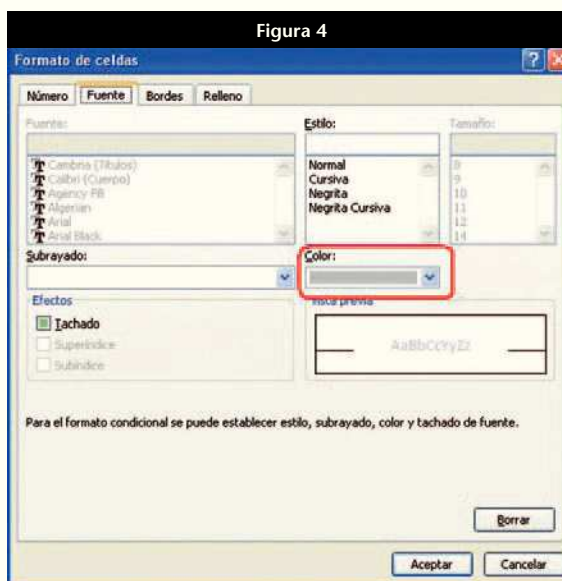 Figura 4
Formato de celdas
Número Fuente Bordes Relleno
Fuente: Estilo: Tamaño:
Cambria (Títulos) Normal 8
Calibri (Cuerpo) Cursiva 9
Agency FB Negrita 10
Algerian Negrita Cursiva 11
Arial 12
Arial Black 14
Subrayado: Color:
Efectos Vista previa
Tachado
Superíndice AaBbCcYyZz
Subíndice
Para el formato condicional se puede establecer estilo, subrayado, color y tachado de fuente.
Borrar
Aceptar Cancelar